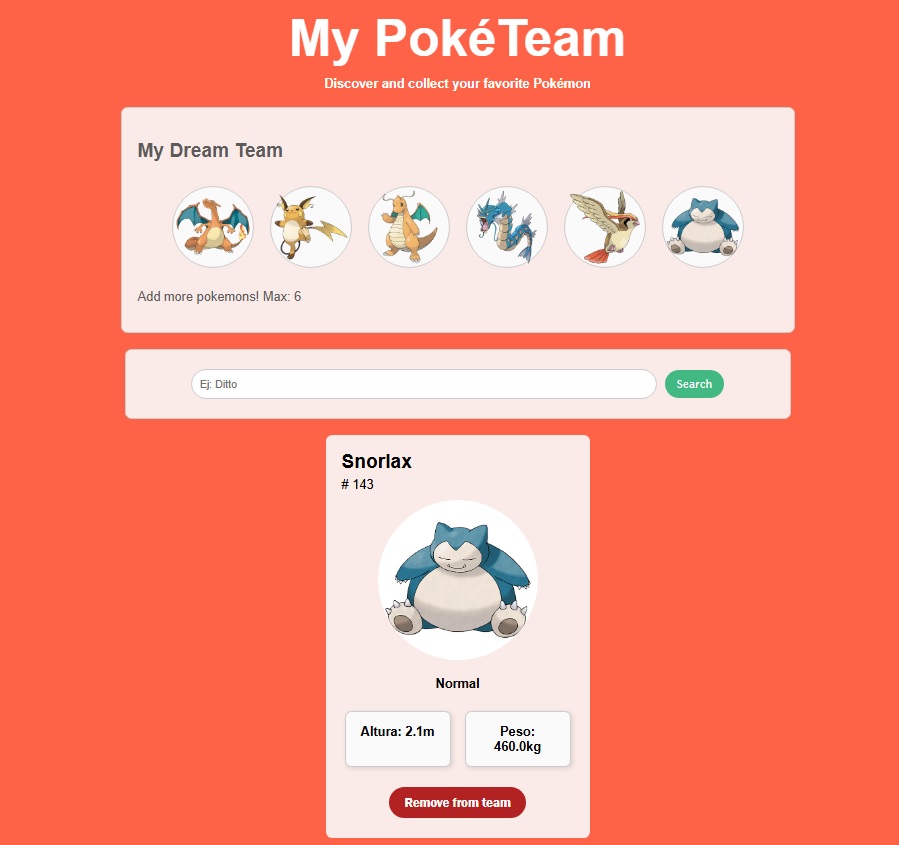 My PokéTeam
Discover and collect your favorite Pokémon
My Dream Team
Add more pokemons! Max: 6
Ej: Ditto
Search
Snorlax
# 143
Normal
Altura: 2.1m
Peso:
460.0kg
Remove from team